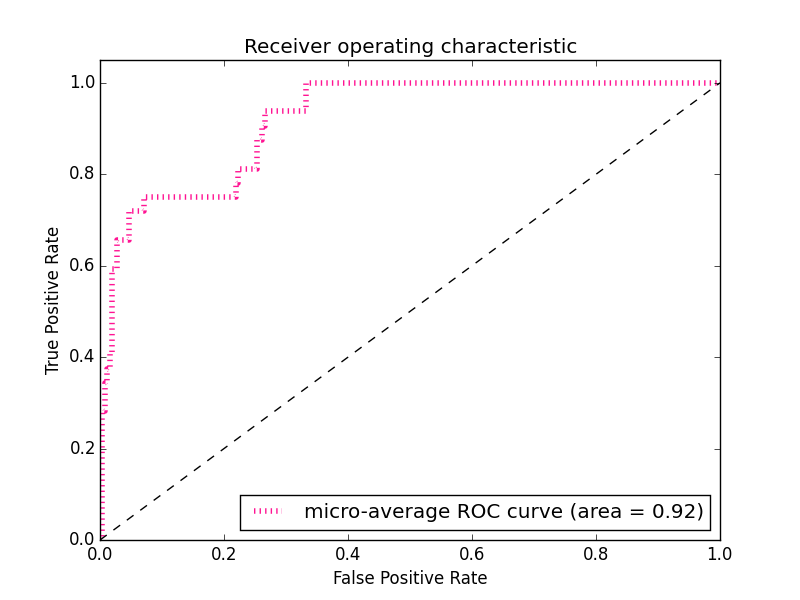 Receiver operating characteristic
1.0
0.8
0.6
0.4
0.2
0.0
True Positive Rate
micro-average ROC curve (area = 0.92)
0.0 0.2 0.4 0.6 0.8 1.0
False Positive Rate